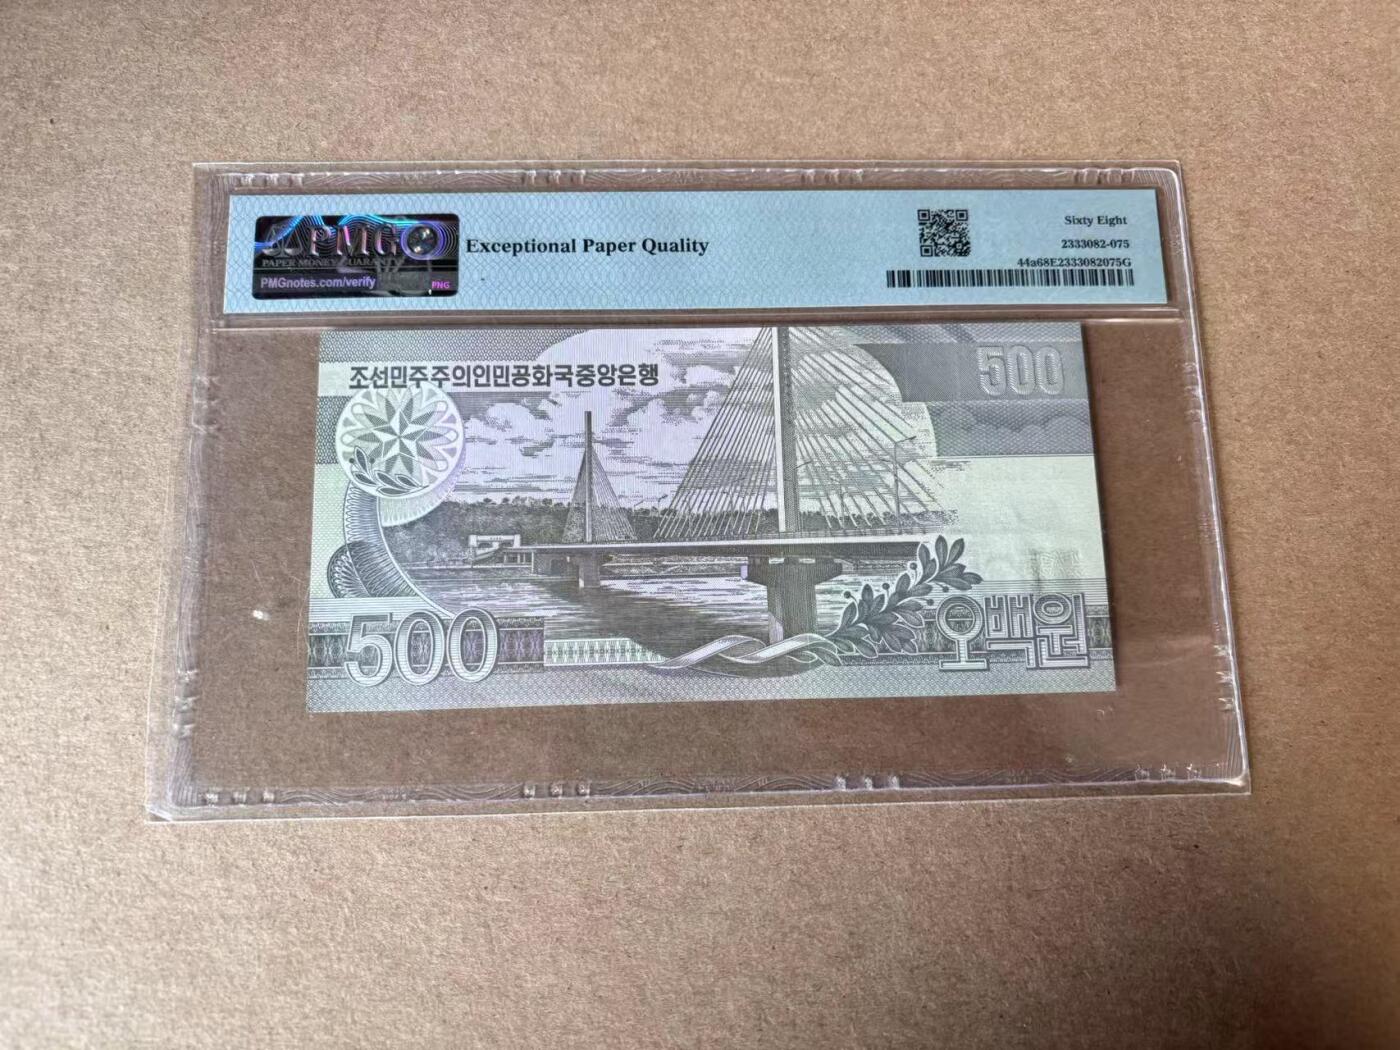 PMG
PAPER MONEY GUARANTY
PMGnotes.com/verify
PNG
Exceptional Paper Quality
Sixty Eight
2333082-075
44a68E2333082075G
조선민주주의인민공화국중앙은행
500
500
오백원